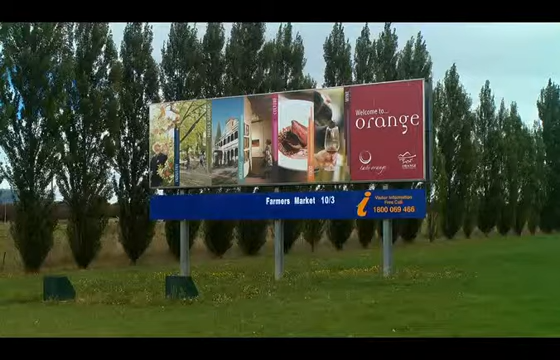 Welcome to...
orange
taste orange
Farmers Market 10/3
i
Visitor Information
Free Call
1800 069 466